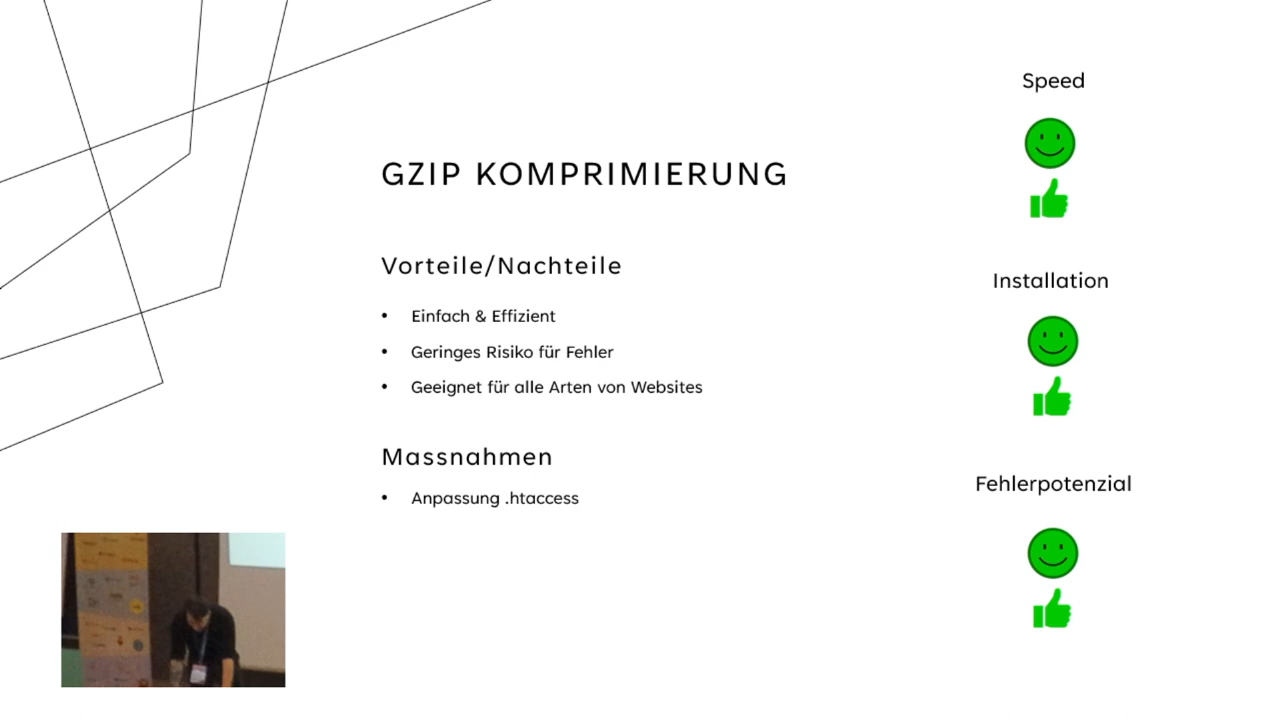 GZIP KOMPRIMIERUNG
Vorteile/Nachteile
• Einfach & Effizient
• Geringes Risiko für Fehler
• Geeignet für alle Arten von Websites
Massnahmen
• Anpassung .htaccess
Speed
Installation
Fehlerpotenzial